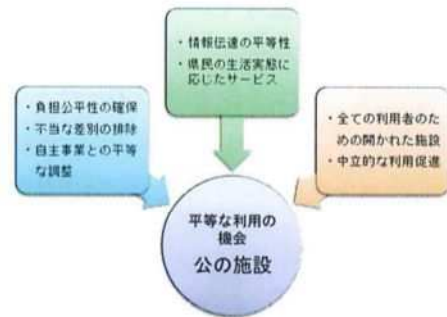 ・情報伝達の平等性
・県民の生活実態に
応じたサービス
・負担公平性の確保
・不当な差別の排除
・自主事業との平等
な調整
・全ての利用者のた
めの開かれた施設
・中立的な利用促進
平等な利用の
機会
公の施設